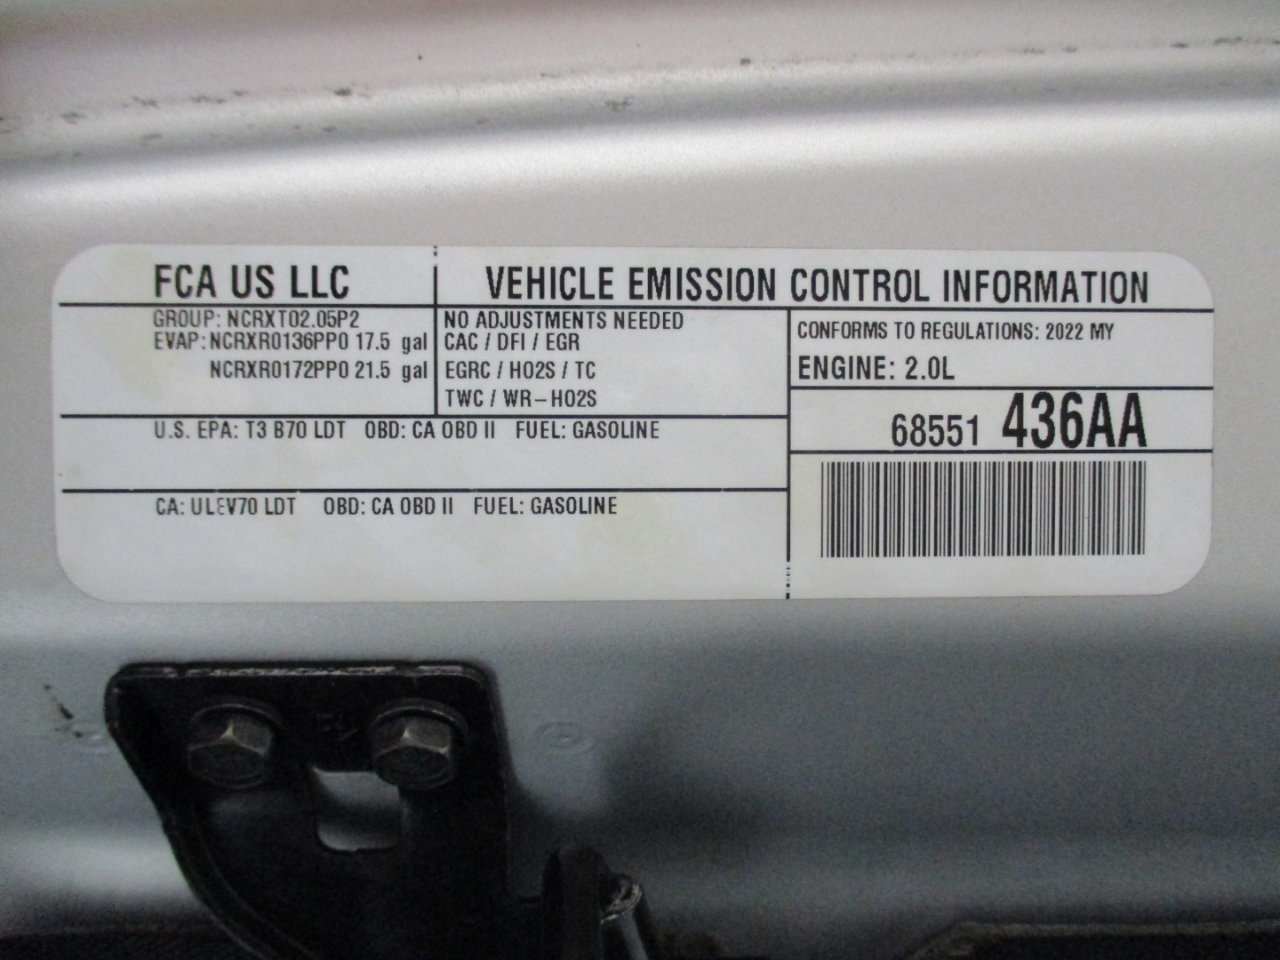 FCA US LLC
VEHICLE EMISSION CONTROL INFORMATION
GROUP: NCRXT02.05P2
EVAP: NCRXR0136PP0 17.5 gal
NCRXR0172PP0 21.5 gal
NO ADJUSTMENTS NEEDED
CAC / DFI / EGR
EGRC / HO2S / TC
TWC / WR-HO2S
CONFORMS TO REGULATIONS: 2022 MY
ENGINE: 2.0L
68551 436AA
U.S. EPA: T3 B70 LDT OBD: CA OBD II FUEL: GASOLINE
CA: ULEV70 LDT OBD: CA OBD II FUEL: GASOLINE